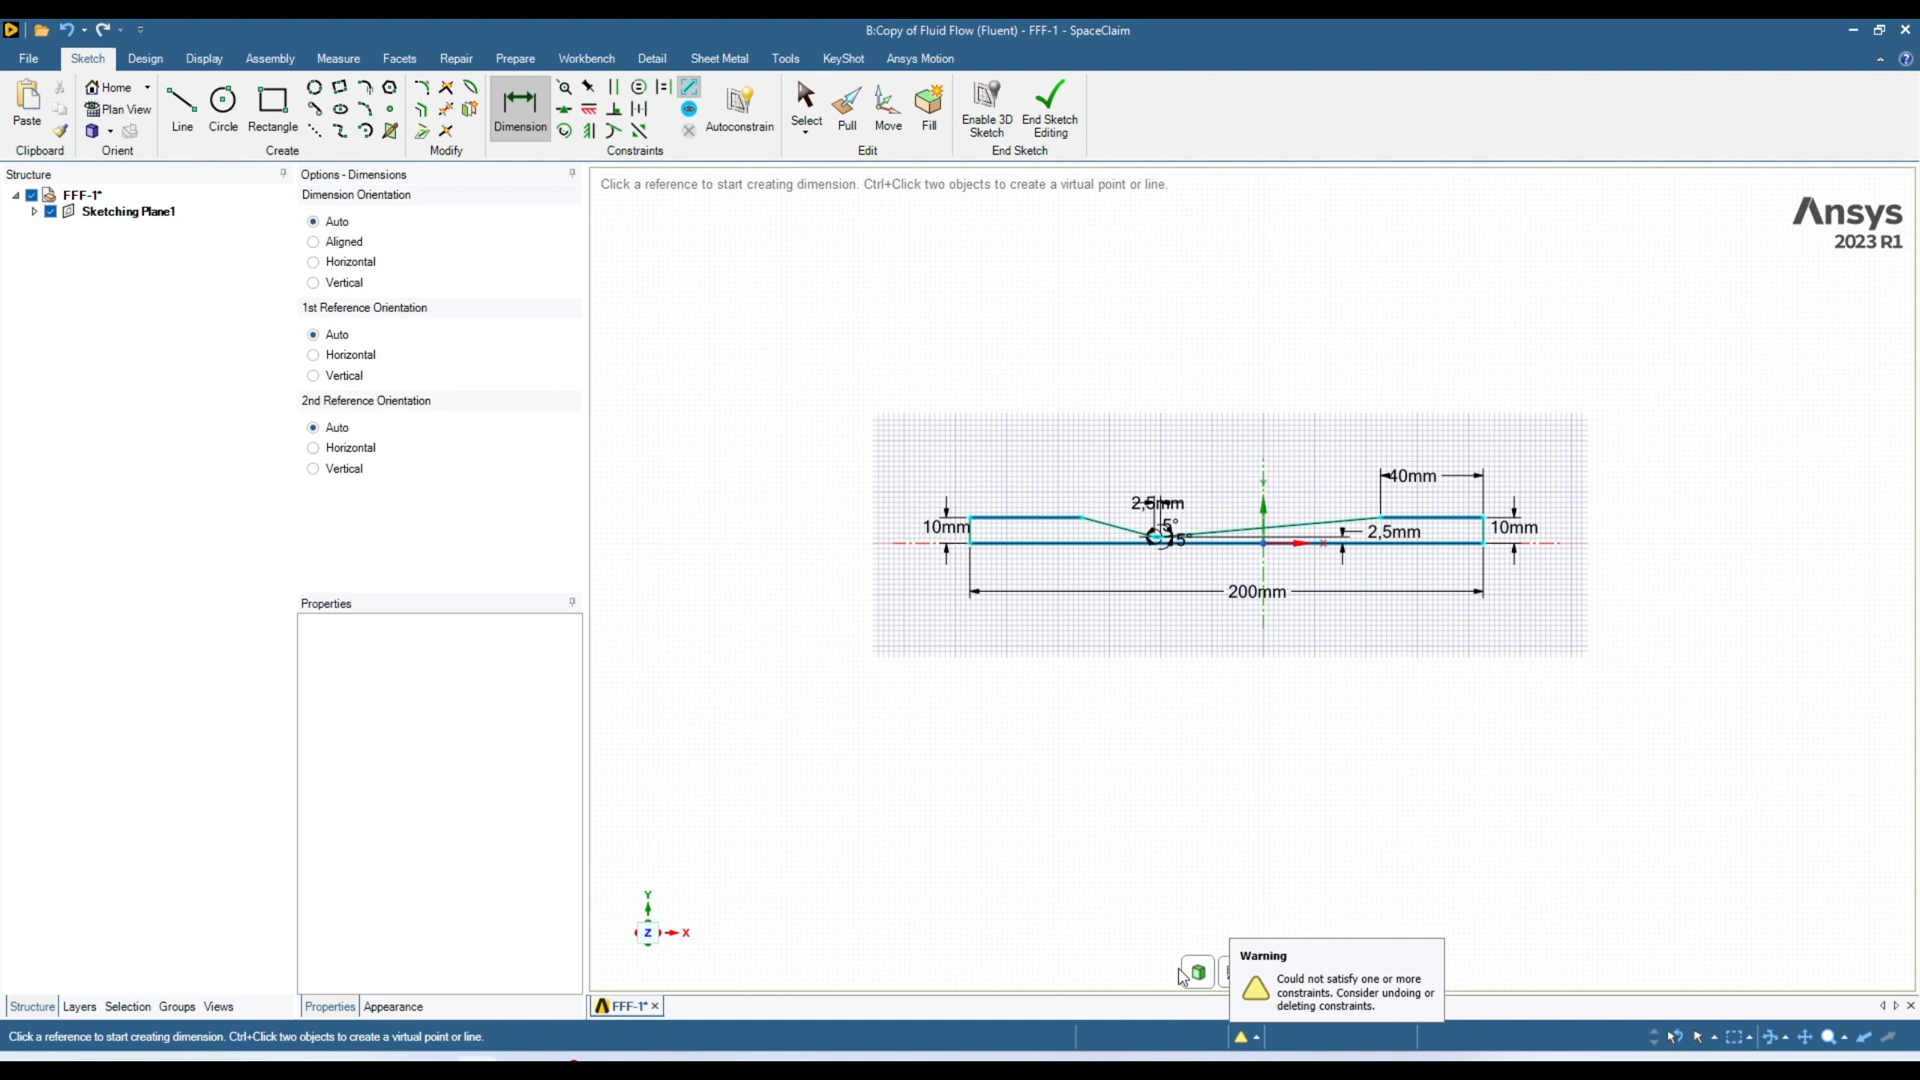 B:Copy of Fluid Flow (Fluent) - FFF-1 - SpaceClaim
File Sketch Design Display Assembly Measure Facets Repair Prepare Workbench Detail Sheet Metal Tools KeyShot Ansys Motion
Paste
Clipboard
Home
Plan View
Orient
Line Circle Rectangle
Create
Modify
Dimension
Autoconstrain
Constraints
Select Pull Move Fill
Edit
Enable 3D Sketch
End Sketch Editing
End Sketch
Structure
FFF-1*
Sketching Plane1
Options - Dimensions
Dimension Orientation
Auto
Aligned
Horizontal
Vertical
1st Reference Orientation
Auto
Horizontal
Vertical
2nd Reference Orientation
Auto
Horizontal
Vertical
Properties
Click a reference to start creating dimension. Ctrl+Click two objects to create a virtual point or line.
Ansys
2023 R1
40mm
2,5mm
10mm
5°
2,5mm
10mm
X
Y
200mm
Y
Z X
Warning
Could not satisfy one or more
constraints. Consider undoing or
deleting constraints.
Structure Layers Selection Groups Views
Properties Appearance
FFF-1*
Click a reference to start creating dimension. Ctrl+Click two objects to create a virtual point or line.